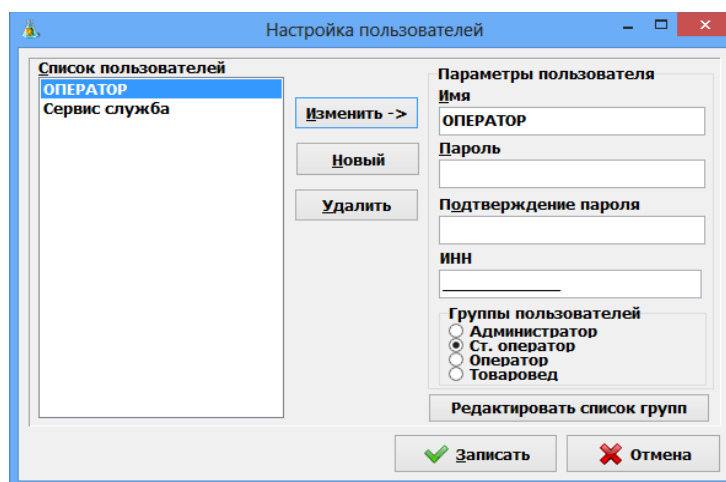 Настройка пользователей
Список пользователей
ОПЕРАТОР
Сервис служба
Изменить ->
Новый
Удалить
Параметры пользователя
Имя
ОПЕРАТОР
Пароль
Подтверждение пароля
ИНН
____________
Группы пользователей
Администратор
Ст. оператор
Оператор
Товаровед
Редактировать список групп
Записать
Отмена